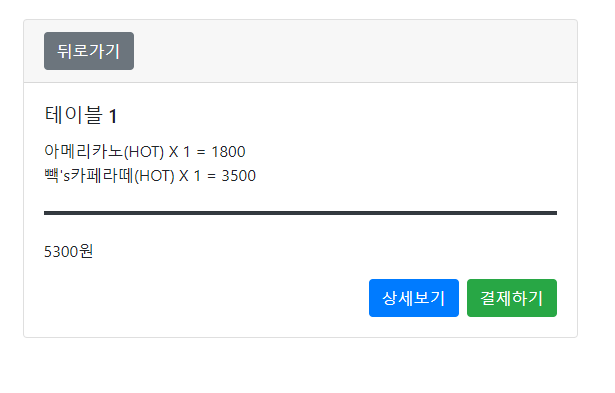 뒤로가기
테이블 1
아메리카노(HOT) X 1 = 1800
빽's카페라떼(HOT) X 1 = 3500
5300원
상세보기 결제하기